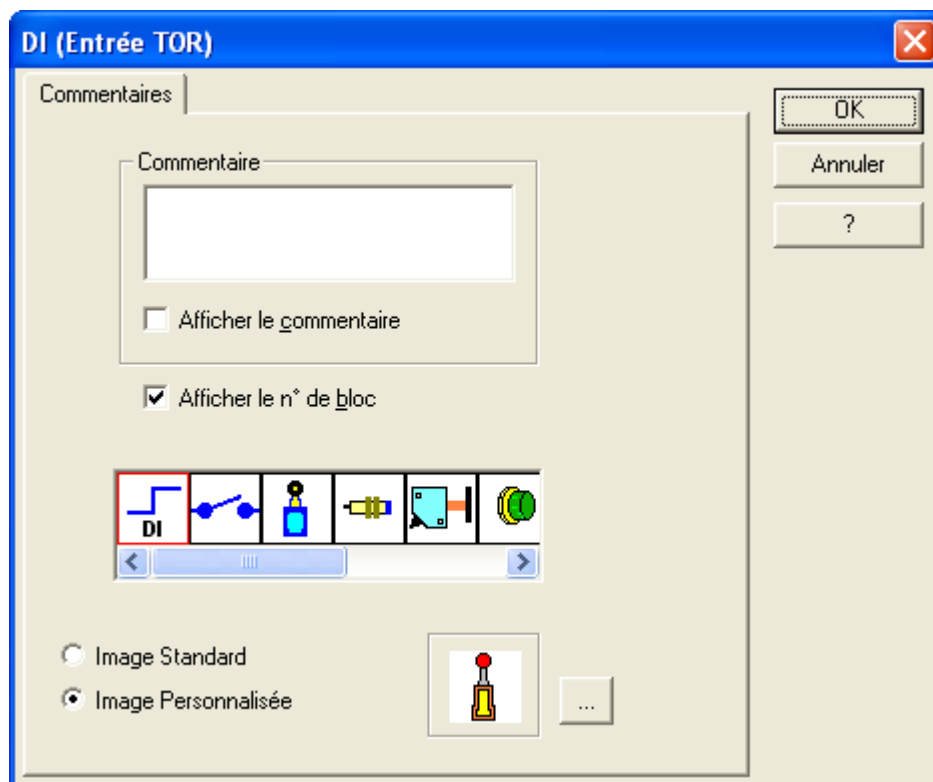 DI (Entrée TOR)
Commentaires
OK
Annuler
?
Commentaire
Afficher le commentaire
Afficher le n° de bloc
DI
Image Standard
Image Personnalisée
...